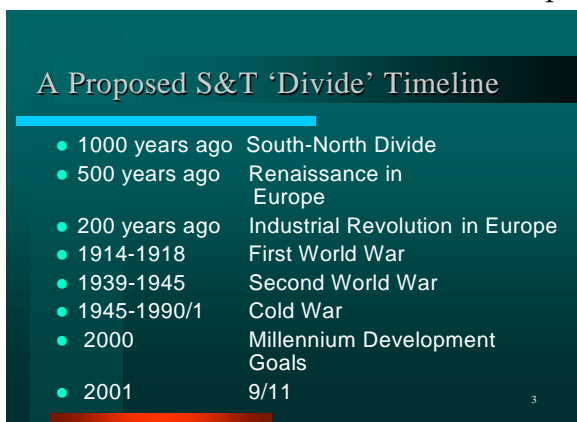 A Proposed S&T ‘Divide’ Timeline
1000 years ago South-North Divide
500 years ago Renaissance in
Europe
200 years ago Industrial Revolution in Europe
1914-1918 First World War
1939-1945 Second World War
1945-1990/1 Cold War
2000 Millennium Development
Goals
2001 9/11
3